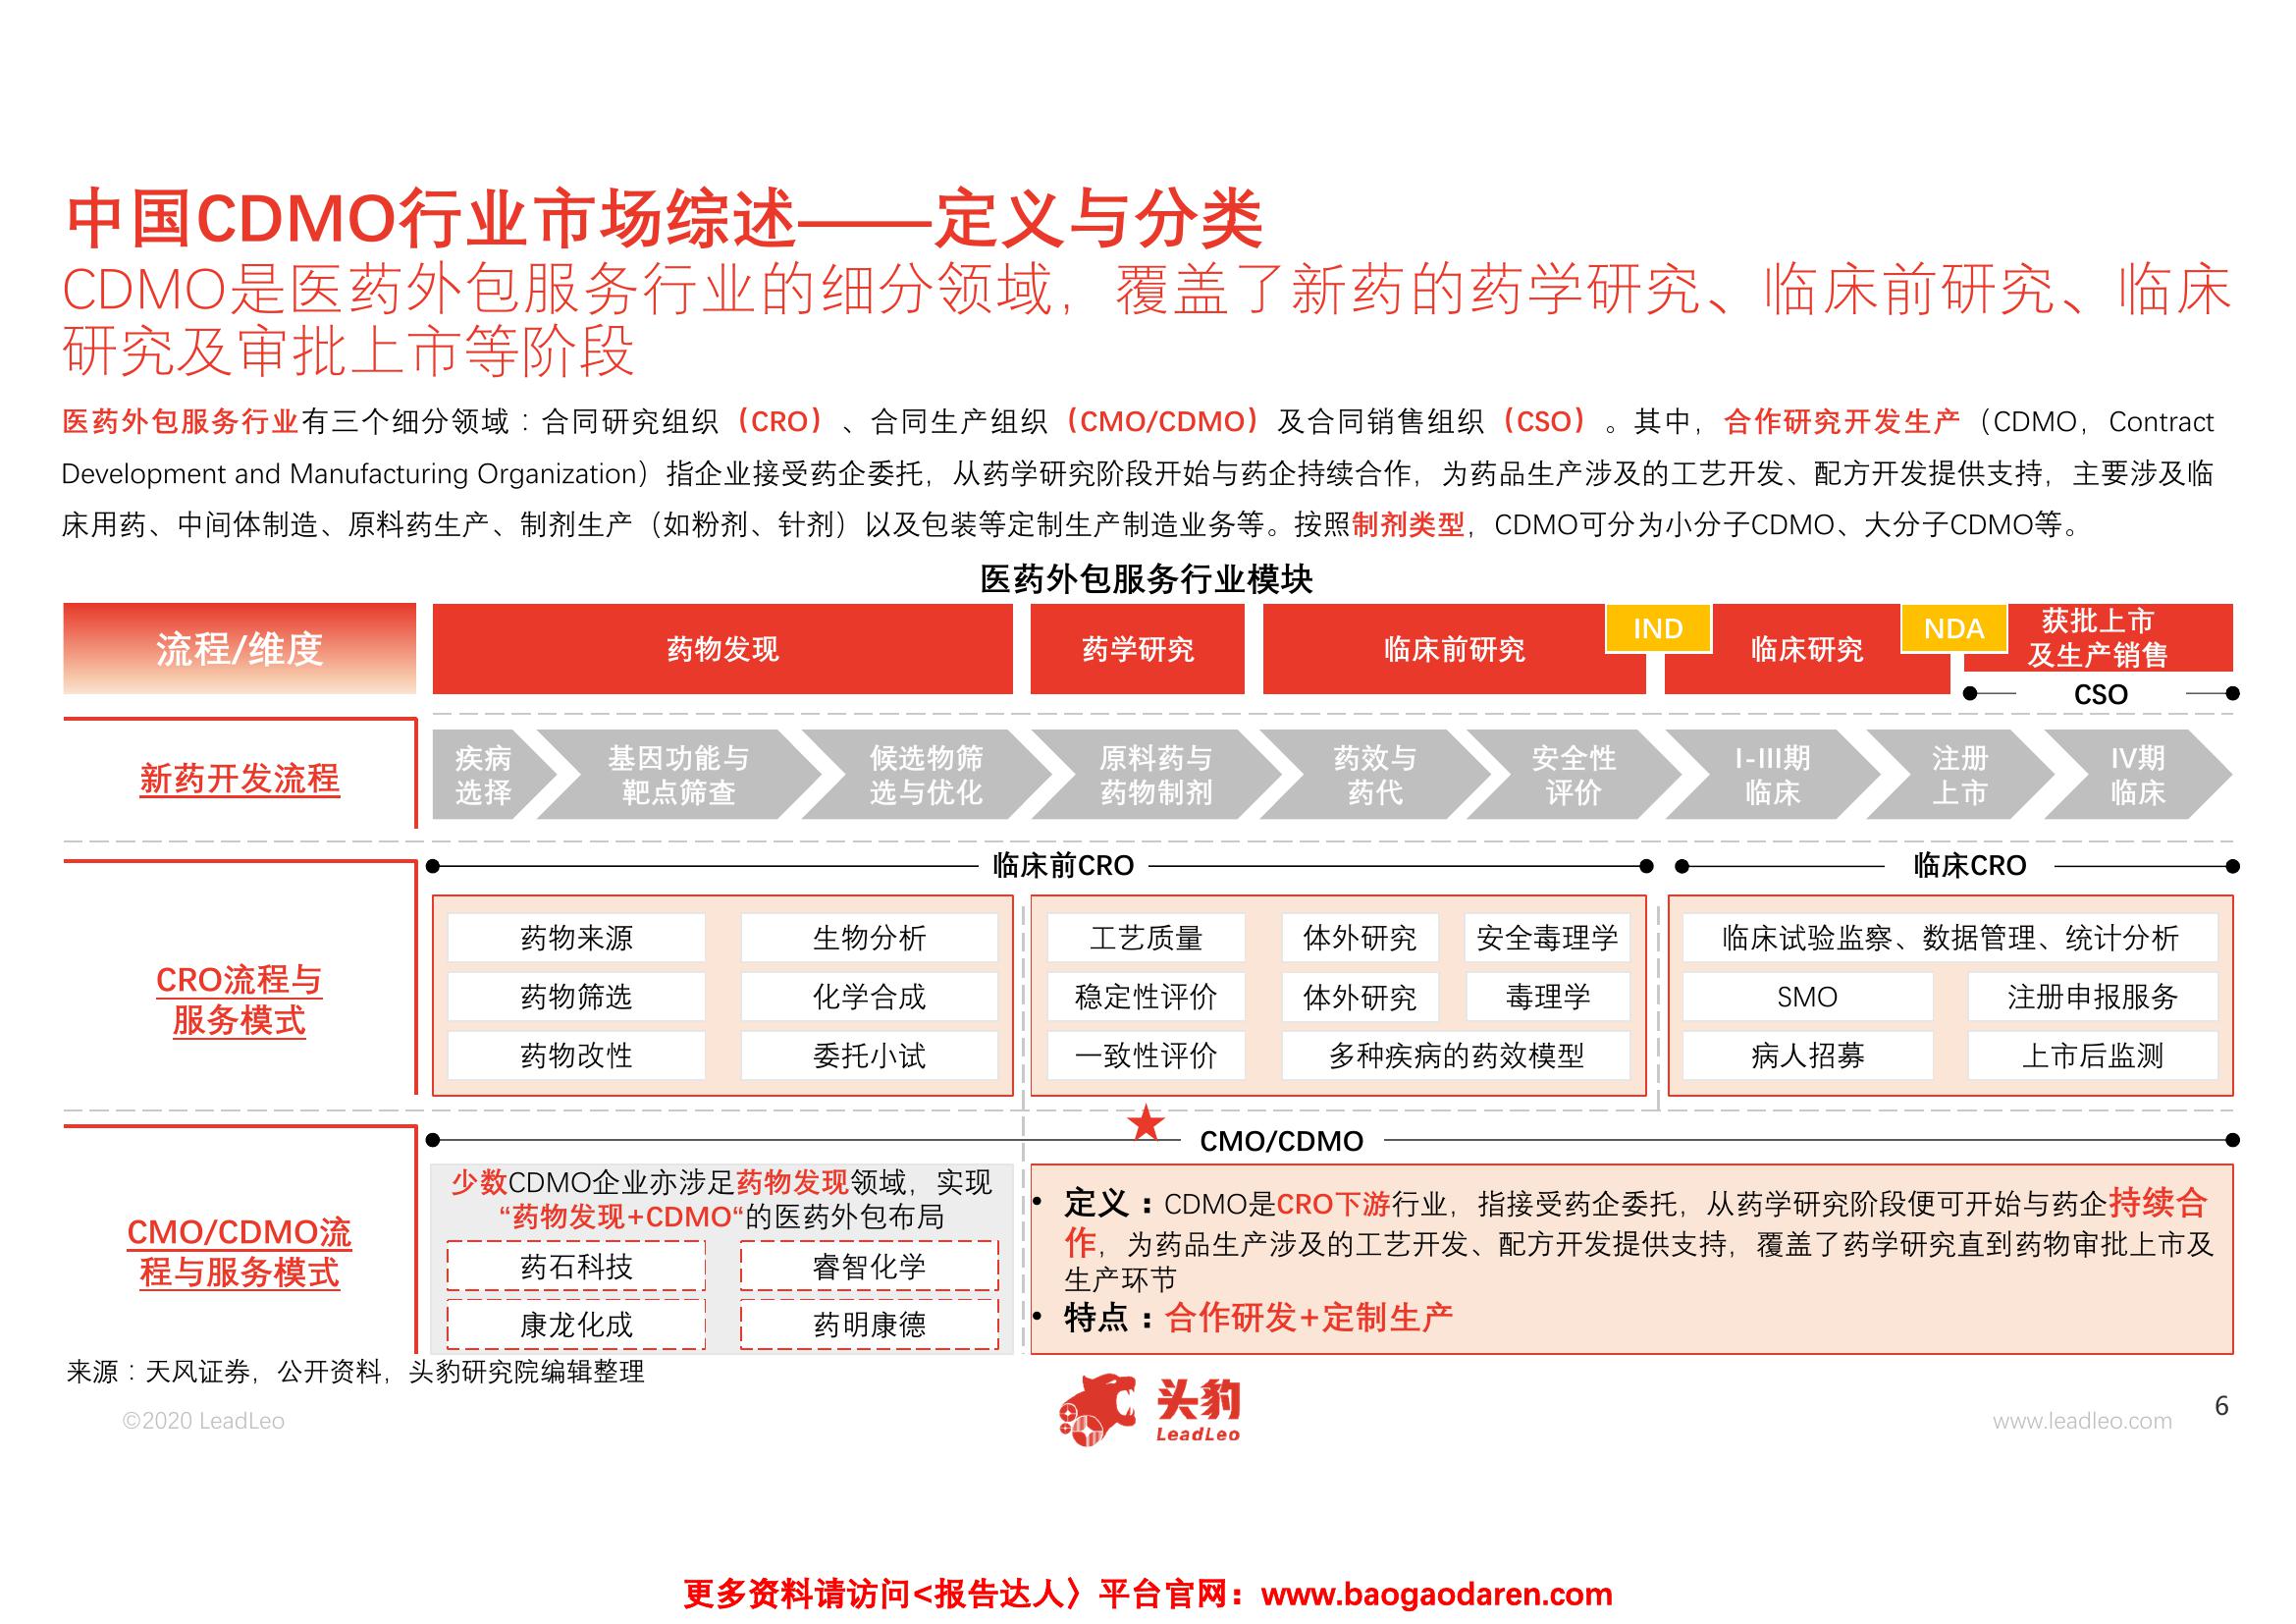 中国CDMO行业市场综述——定义与分类
CDMO是医药外包服务行业的细分领域，覆盖了新药的药学研究、临床前研究、临床
研究及审批上市等阶段
医药外包服务行业有三个细分领域：合同研究组织（CRO）、合同生产组织（CMO/CDMO）及合同销售组织（CSO）。其中，合作研究开发生产（CDMO，Contract
Development and Manufacturing Organization）指企业接受药企委托，从药学研究阶段开始与药企持续合作，为药品生产涉及的工艺开发、配方开发提供支持，主要涉及临
床用药、中间体制造、原料药生产、制剂生产（如粉剂、针剂）以及包装等定制生产制造业务等。按照制剂类型，CDMO可分为小分子CDMO、大分子CDMO等。
医药外包服务行业模块
流程/维度
药物发现
药学研究
临床前研究
IND
临床研究
NDA
获批上市
及生产销售
CSO
新药开发流程
疾病
选择
基因功能与
靶点筛查
候选物筛
选与优化
原料药与
药物制剂
药效与
药代
安全性
评价
I-III期
临床
注册
上市
IV期
临床
临床前CRO
临床CRO
CRO流程与
服务模式
药物来源
生物分析
药物筛选
化学合成
药物改性
委托小试
工艺质量
体外研究
安全毒理学
稳定性评价
体外研究
毒理学
一致性评价
多种疾病的药效模型
临床试验监察、数据管理、统计分析
SMO
注册申报服务
病人招募
上市后监测
CMO/CDMO
CMO/CDMO流
程与服务模式
少数CDMO企业亦涉足药物发现领域，实现
“药物发现+CDMO“的医药外包布局
药石科技
睿智化学
康龙化成
药明康德
• 定义：CDMO是CRO下游行业，指接受药企委托，从药学研究阶段便可开始与药企持续合
作，为药品生产涉及的工艺开发、配方开发提供支持，覆盖了药学研究直到药物审批上市及
生产环节
• 特点：合作研发+定制生产
来源：天风证券，公开资料，头豹研究院编辑整理
©2020 LeadLeo
头豹
LeadLeo
www.leadleo.com
6
更多资料请访问<报告达人〉平台官网：www.baogaodaren.com